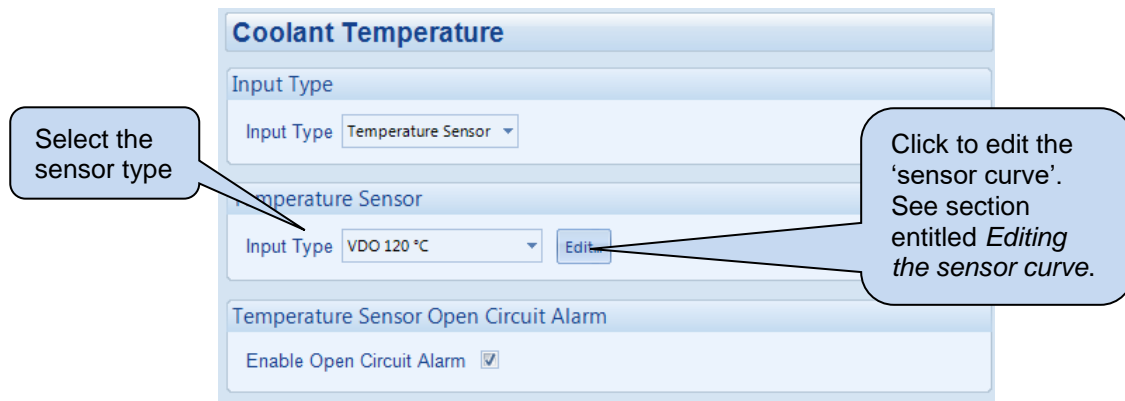 Coolant Temperature
Input Type
Input Type Temperature Sensor
Select the
sensor type
Temperature Sensor
Input Type VDO 120 °C Edit...
Click to edit the
‘sensor curve’.
See section
entitled Editing
the sensor curve.
Temperature Sensor Open Circuit Alarm
Enable Open Circuit Alarm